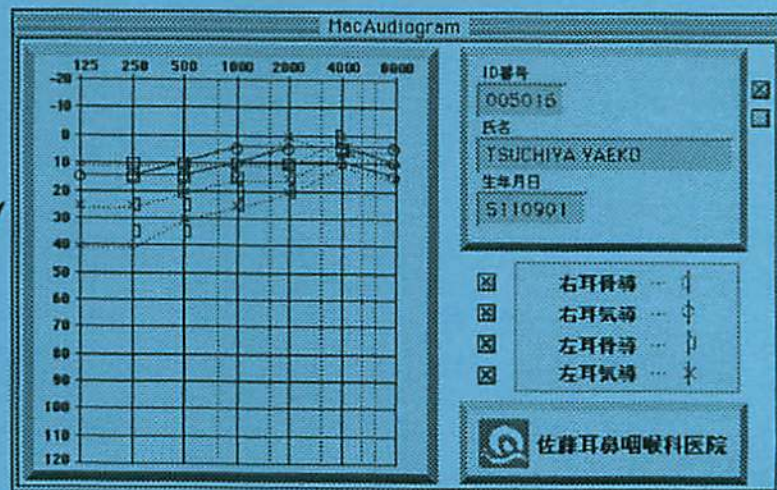 MacAudiogram
125 250 500 1000 2000 4000 8000
-20
-10
0
10
20
30
40
50
60
70
80
90
100
110
120
ID番号
005016
氏名
TSUCHIYA YAEKO
生年月日
S110901
右耳骨導 …
右耳気導 …
左耳骨導 …
左耳気導 …
佐藤耳鼻咽喉科医院